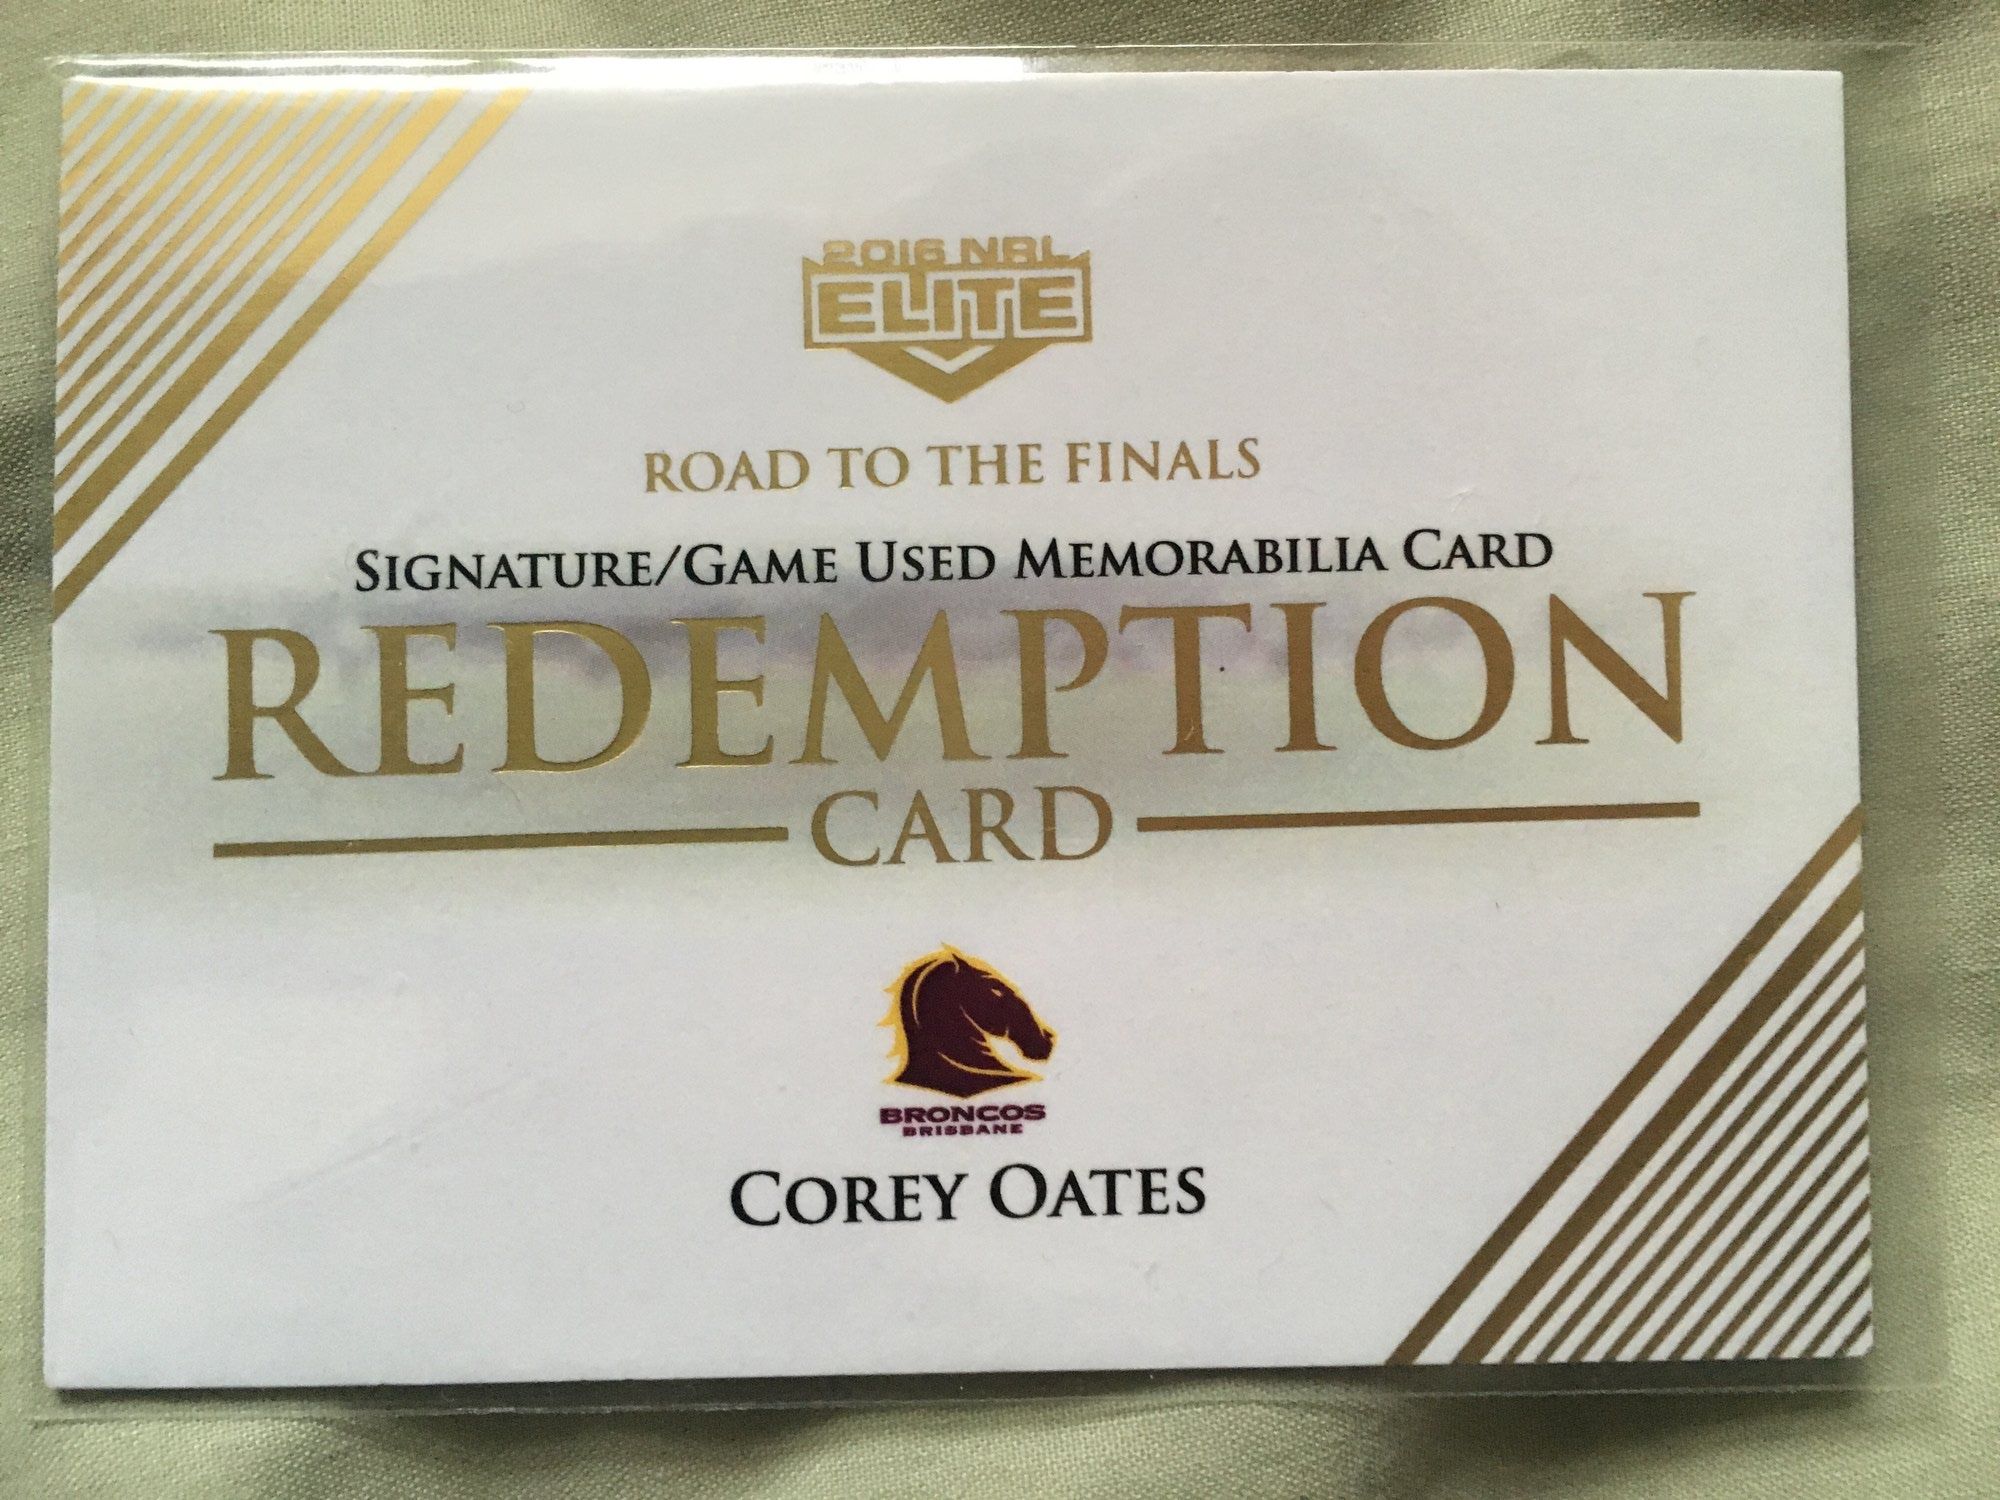 2016 NRL
ELITE
ROAD TO THE FINALS
SIGNATURE/GAME USED MEMORABILIA CARD
REDEMPTION
CARD
BRONCOS
BRISBANE
COREY OATES